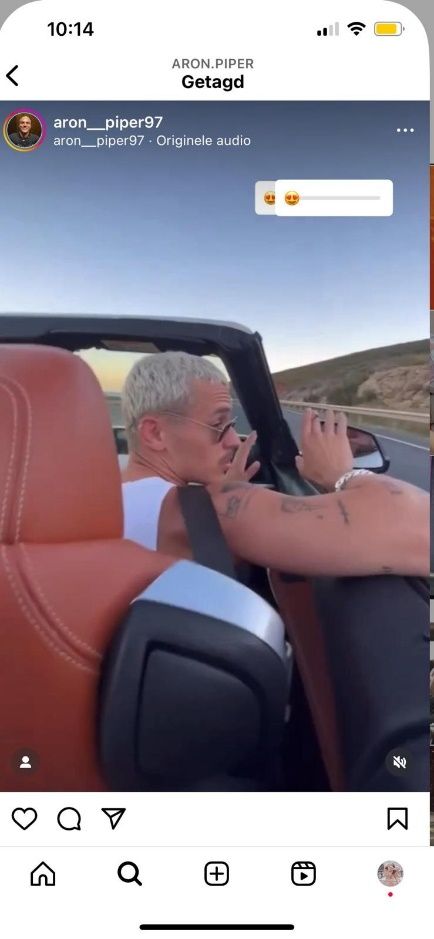 10:14
ARON.PIPER
Getagd
aron__piper97
aron__piper97 · Originele audio